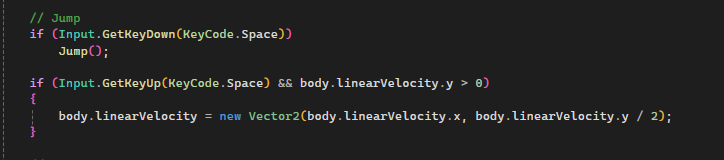 // Jump
if (Input.GetKeyDown(KeyCode.Space))
Jump();
if (Input.GetKeyUp(KeyCode.Space) && body.linearVelocity.y > 0)
{
body.linearVelocity = new Vector2(body.linearVelocity.x, body.linearVelocity.y / 2);
}